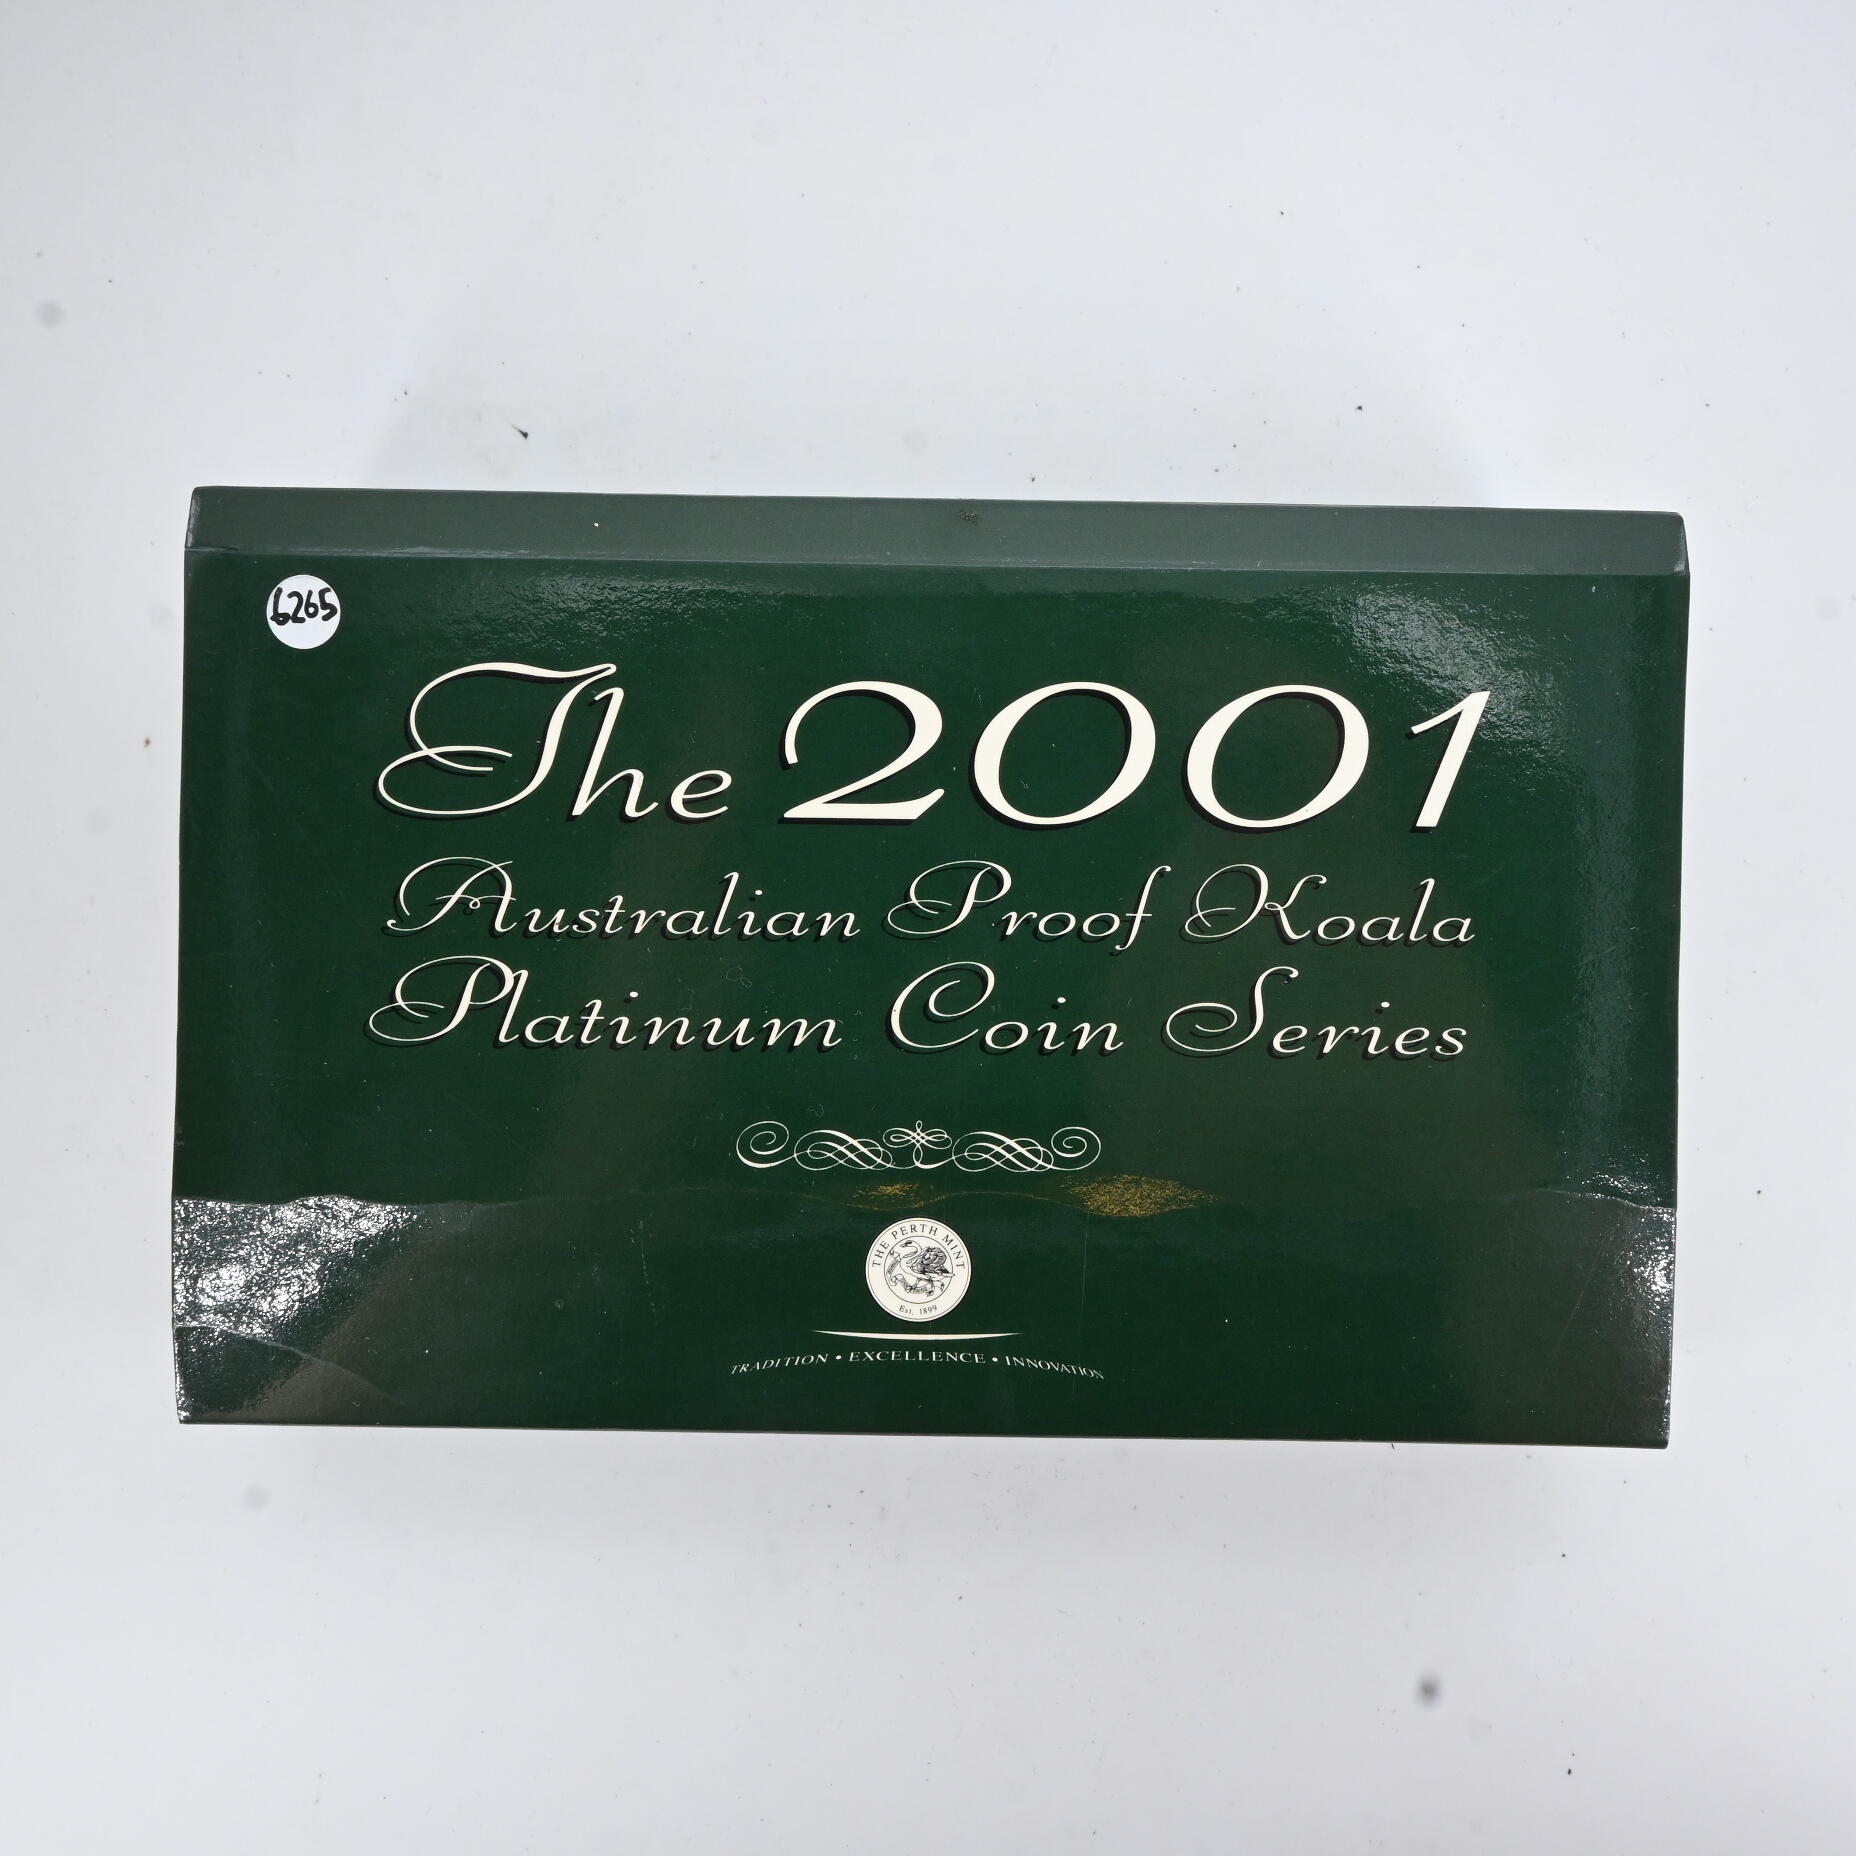 6265
The 2001
Australian Proof Koala
Platinum Coin Series
THE PERTH MINT
Est. 1899
TRADITION • EXCELLENCE • INNOVATION